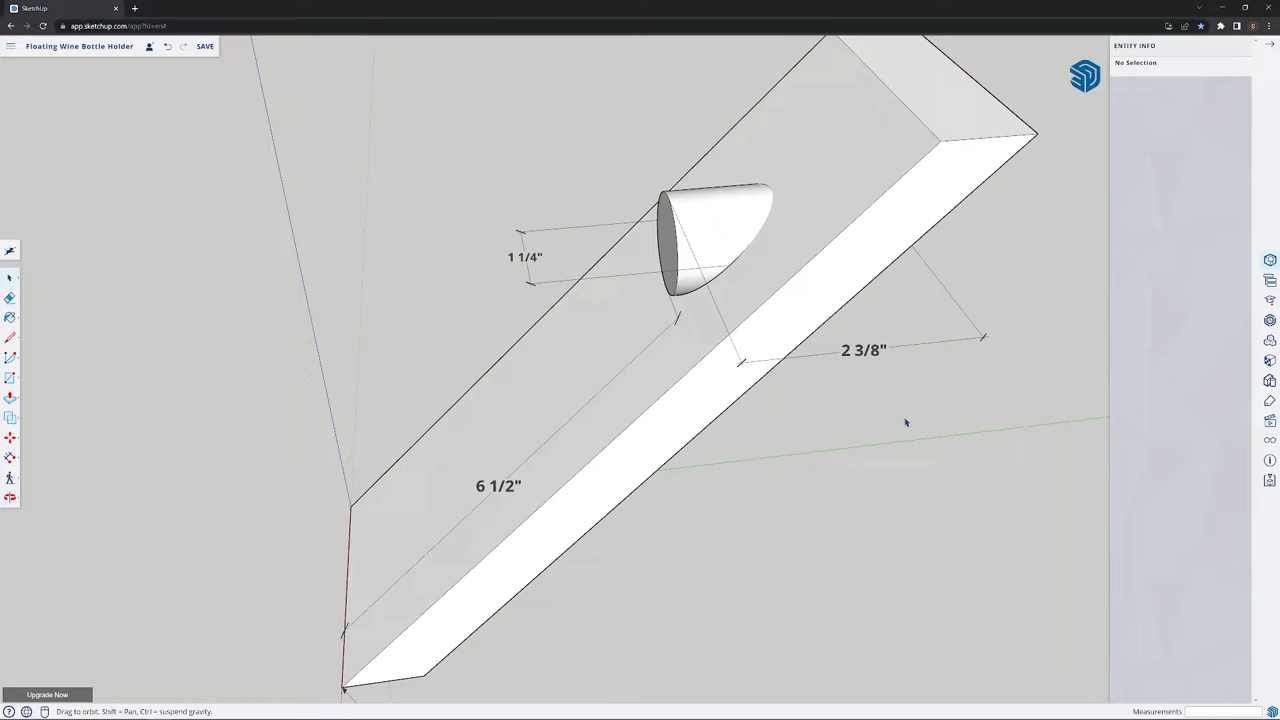 SketchUp
app.sketchup.com/app?hl=en#
S
Floating Wine Bottle Holder
SAVE
ENTITY INFO
No Selection
1 1/4"
2 3/8"
6 1/2"
Upgrade Now
Drag to orbit. Shift = Pan, Ctrl = suspend gravity.
Measurements